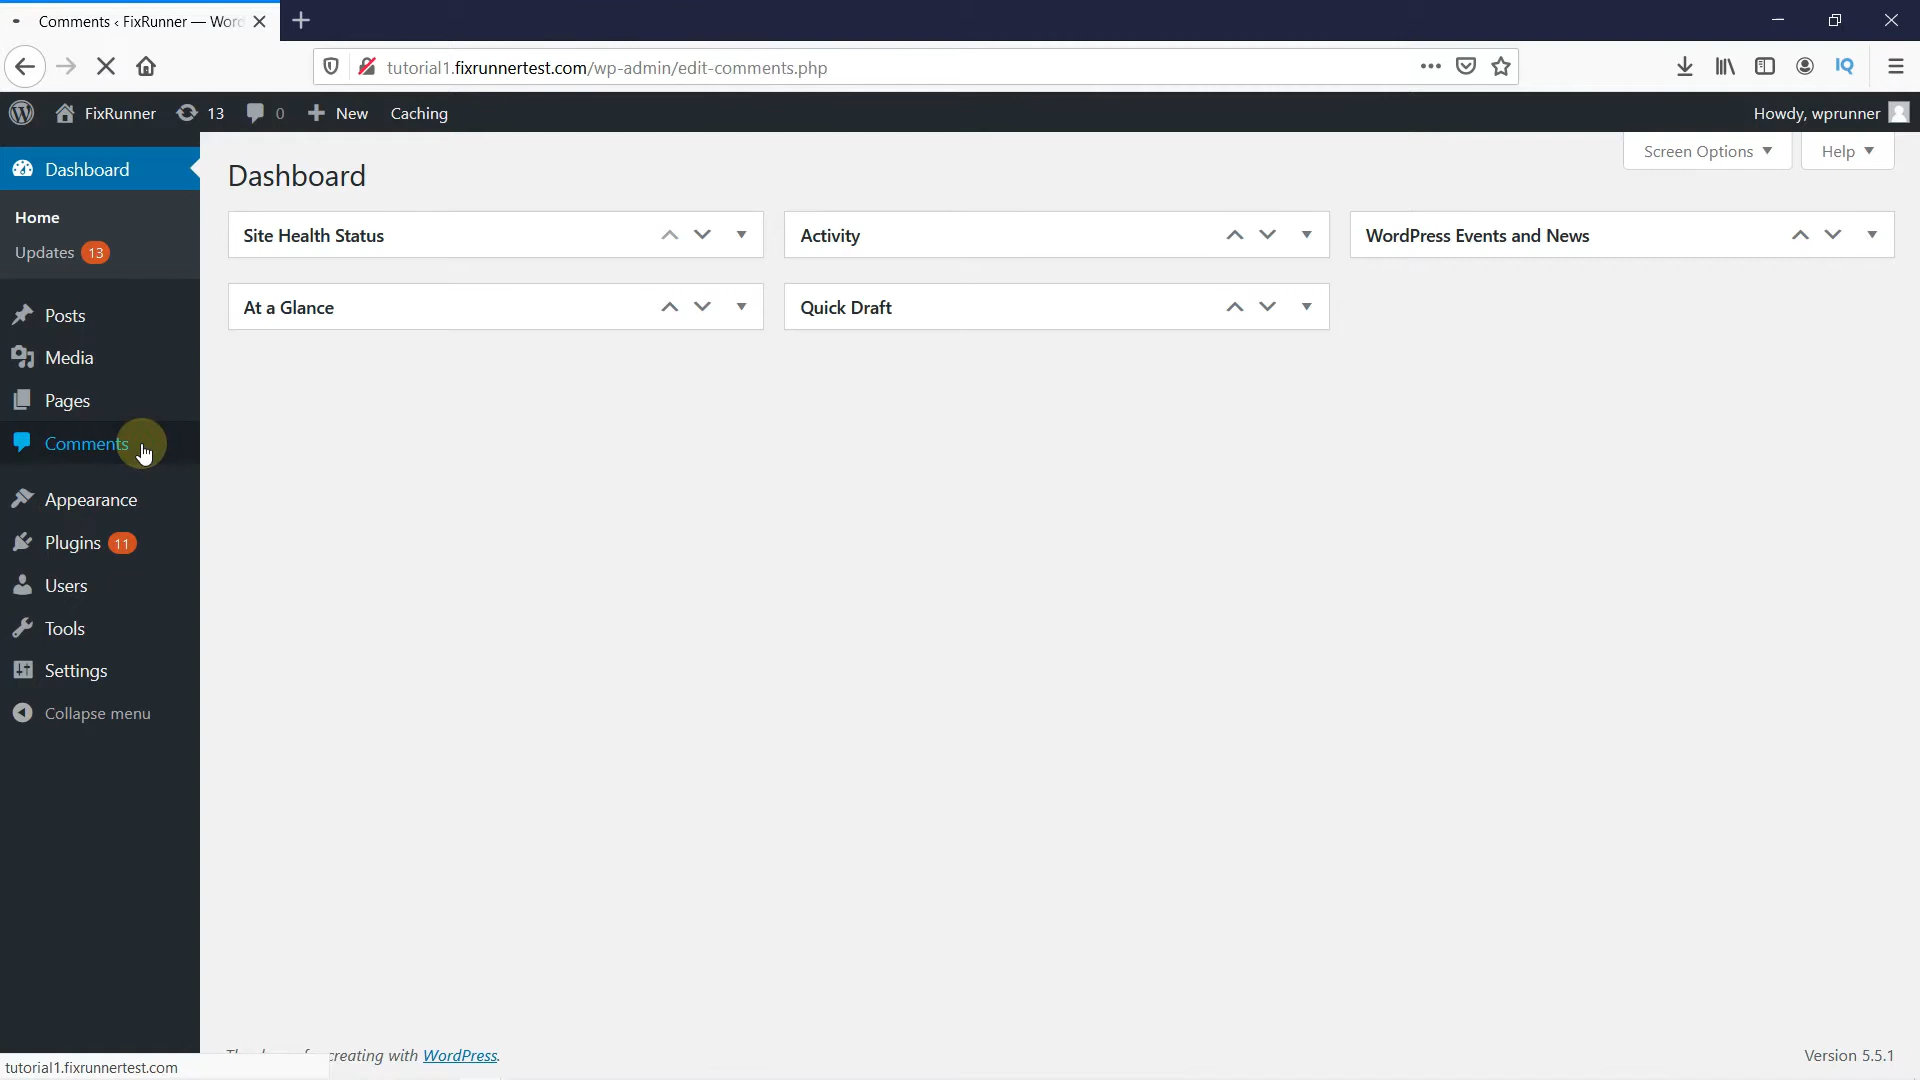 Comments ‹ FixRunner — Word
tutorial1.fixrunnertest.com/wp-admin/edit-comments.php
IQ
FixRunner
13
0
New
Caching
Howdy, wprunner
Dashboard
Home
Updates 13
Posts
Media
Pages
Comments
Appearance
Plugins 11
Users
Tools
Settings
Collapse menu
Dashboard
Screen Options
Help
Site Health Status
Activity
WordPress Events and News
At a Glance
Quick Draft
creating with WordPress.
Version 5.5.1
tutorial1.fixrunnertest.com